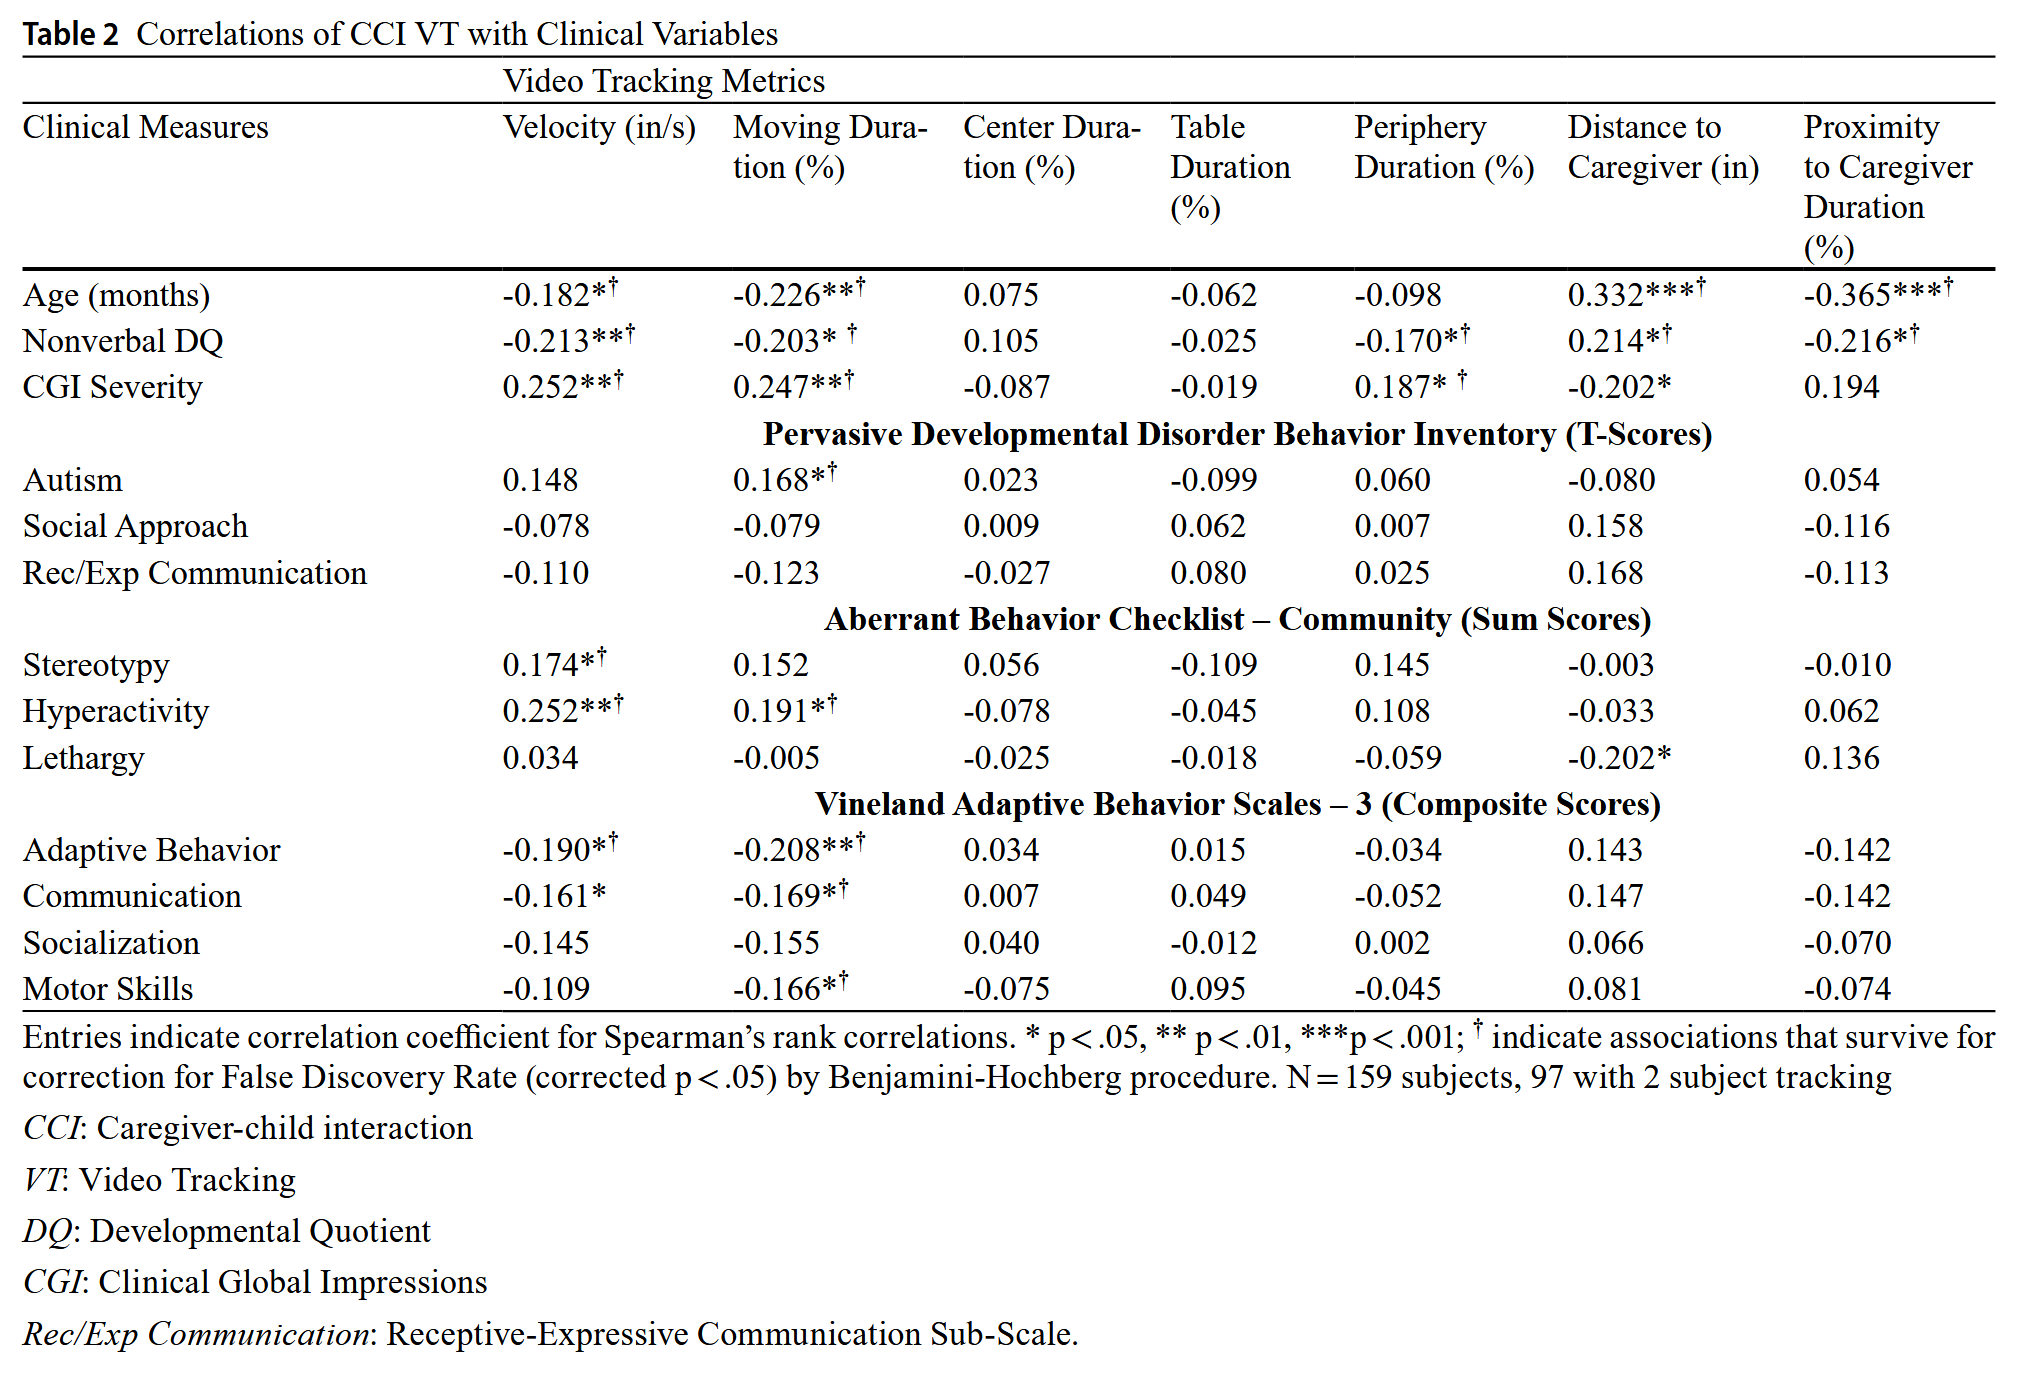 Table 2 Correlations of CCI VT with Clinical Variables
Video Tracking Metrics
Clinical Measures Velocity (in/s) Moving Dura- Center Dura- Table Periphery Distance to Proximity
tion (%) tion (%) Duration Duration (%) Caregiver (in) to Caregiver
(%) Duration
(%)
Age (months) -0.182*† -0.226**† 0.075 -0.062 -0.098 0.332***† -0.365***†
Nonverbal DQ -0.213**† -0.203* † 0.105 -0.025 -0.170*† 0.214*† -0.216*†
CGI Severity 0.252**† 0.247**† -0.087 -0.019 0.187* † -0.202* 0.194
Pervasive Developmental Disorder Behavior Inventory (T-Scores)
Autism 0.148 0.168*† 0.023 -0.099 0.060 -0.080 0.054
Social Approach -0.078 -0.079 0.009 0.062 0.007 0.158 -0.116
Rec/Exp Communication -0.110 -0.123 -0.027 0.080 0.025 0.168 -0.113
Aberrant Behavior Checklist – Community (Sum Scores)
Stereotypy 0.174*† 0.152 0.056 -0.109 0.145 -0.003 -0.010
Hyperactivity 0.252**† 0.191*† -0.078 -0.045 0.108 -0.033 0.062
Lethargy 0.034 -0.005 -0.025 -0.018 -0.059 -0.202* 0.136
Vineland Adaptive Behavior Scales – 3 (Composite Scores)
Adaptive Behavior -0.190*† -0.208**† 0.034 0.015 -0.034 0.143 -0.142
Communication -0.161* -0.169*† 0.007 0.049 -0.052 0.147 -0.142
Socialization -0.145 -0.155 0.040 -0.012 0.002 0.066 -0.070
Motor Skills -0.109 -0.166*† -0.075 0.095 -0.045 0.081 -0.074
Entries indicate correlation coefficient for Spearman’s rank correlations. * p < .05, ** p < .01, ***p < .001; † indicate associations that survive for
correction for False Discovery Rate (corrected p < .05) by Benjamini-Hochberg procedure. N = 159 subjects, 97 with 2 subject tracking
CCI: Caregiver-child interaction
VT: Video Tracking
DQ: Developmental Quotient
CGI: Clinical Global Impressions
Rec/Exp Communication: Receptive-Expressive Communication Sub-Scale.